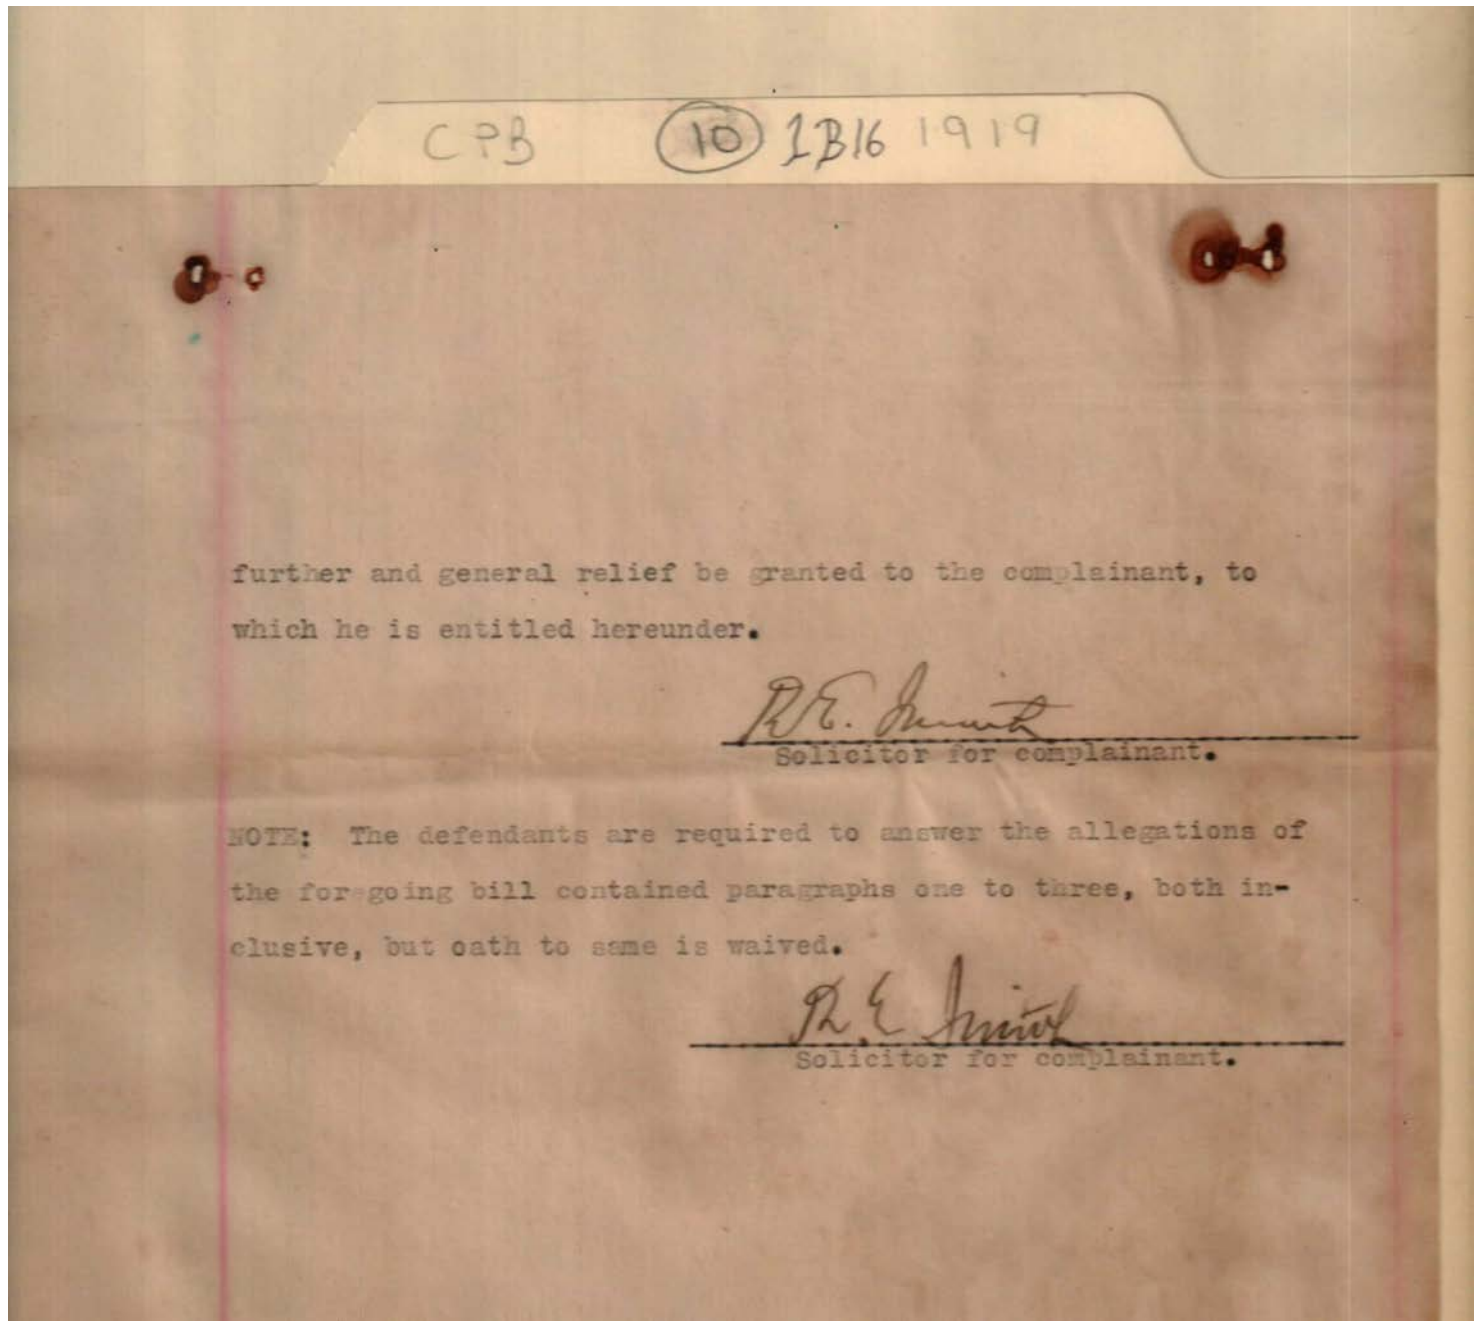 CPB 10 1B16 1919
further and general relief be granted to the complainant, to
which he is entitled hereunder.
R E. Smith
Solicitor for complainant.
NOTE: The defendants are required to answer the allegations of
the foregoing bill contained paragraphs one to three, both in-
clusive, but oath to same is waived.
R E Smith
Solicitor for complainant.